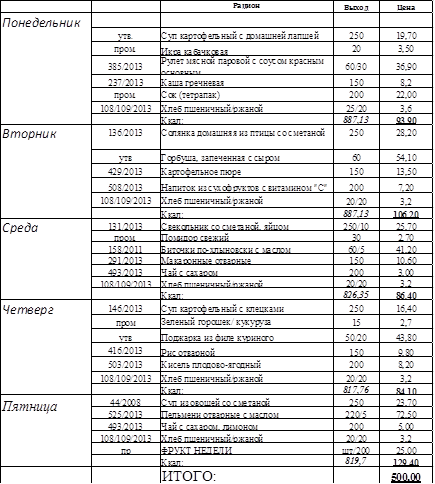 Рацион Выход Цена
Понедельник
утв. Суп картофельный с домашней лапшей 250 19,70
пром Икра кабачковая 20 3,50
385/2013 Рулет мясной паровой с соусом красным основным 60/30 36,90
237/2013 Каша гречневая 150 8,2
пром Сок (тетрапак) 200 22,00
108/109/2013 Хлеб пшеничный/ржаной 25/20 3,6
Ккал: 887,13 93,90
Вторник 136/2013 Солянка домашняя из птицы со сметаной 250 28,20
утв Горбуша, запеченная с сыром 60 54,10
429/2013 Картофельное пюре 150 13,50
508/2013 Напиток из сухофруктов с витамином "С" 200 7,20
108/109/2013 Хлеб пшеничный/ржаной 20/20 3,2
Ккал: 887,13 106,20
Среда 131/2013 Свекольник со сметаной, яйцом 250/10 25,70
пром Помидор свежий 30 2,70
158/2011 Биточки по-хлыновски с маслом 60/5 41,20
291/2013 Макаронные отварные 150 10,60
493/2013 Чай с сахаром 200 3,00
108/109/2013 Хлеб пшеничный/ржаной 20/20 3,2
Ккал: 826,35 86,40
Четверг 146/2013 Суп картофельный с клецками 250 16,40
пром Зеленый горошек/ кукуруза 15 2,7
утв Поджарка из филе куриного 50/20 43,80
416/2013 Рис отварной 150 9,80
503/2013 Кисель плодово-ягодный 200 8,20
108/109/2013 Хлеб пшеничный/ржаной 20/20 3,2
Ккал: 817,76 84,10
Пятница 44/2008 Суп из овощей со сметаной 250 23,70
525/2013 Пельмени отварные с маслом 220/5 72,50
493/2013 Чай с сахаром, лимоном 200 5,00
108/109/2013 Хлеб пшеничный/ржаной 20/20 3,2
пр ФРУКТ НЕДЕЛИ шт/200 25,00
Ккал: 819,7 129,40
ИТОГО: 500,00